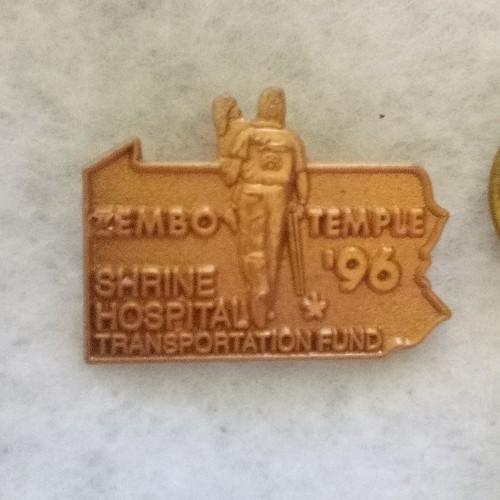 ZEMBO TEMPLE
'96
SHRINE
HOSPITAL
TRANSPORTATION FUND